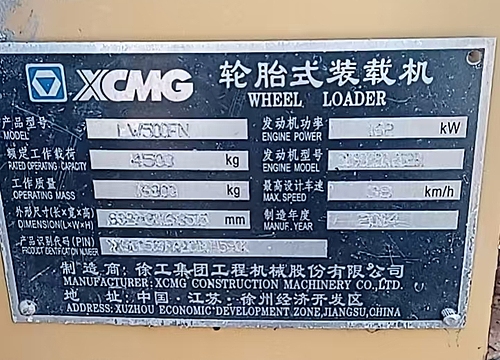 XCMG 轮胎式装载机
WHEEL LOADER
产品型号 发动机功率 kW
MODEL ENGINE POWER
额定工作载荷 4500 kg 发动机型号
RATED OPERATING CAPACITY ENGINE MODEL
工作质量 kg 最高设计车速 km/h
OPERATING MASS MAX. SPEED
外形尺寸(长×宽×高) mm 制造年度
DIMENSION(L×W×H) MANUF. YEAR
产品识别代码(PIN)
PRODUCT IDENTIFICATION NUMBER
制造商:徐工集团工程机械股份有限公司
MANUFACTURER: XCMG CONSTRUCTION MACHINERY CO.,LTD.
地 址:中国·江苏·徐州经济开发区
ADDRESS: XUZHOU ECONOMIC DEVELOPMENT ZONE,JIANGSU,CHINA